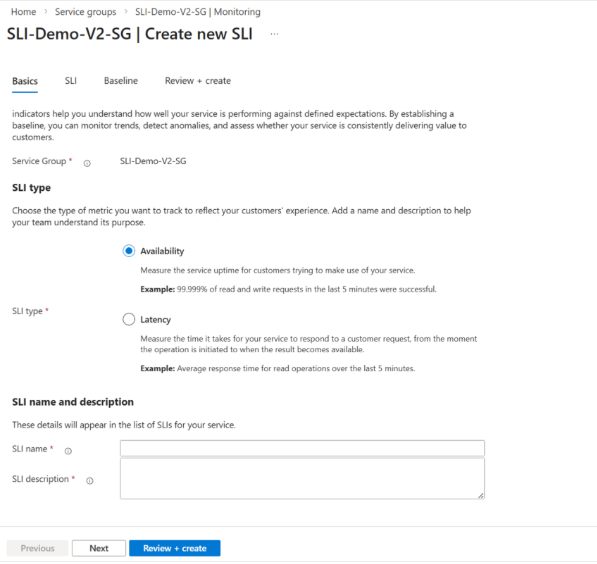 Home > Service groups > SLI-Demo-V2-SG | Monitoring
SLI-Demo-V2-SG | Create new SLI ...
Basics SLI Baseline Review + create
indicators help you understand how well your service is performing against defined expectations. By establishing a
baseline, you can monitor trends, detect anomalies, and assess whether your service is consistently delivering value to
customers.
Service Group * SLI-Demo-V2-SG
SLI type
Choose the type of metric you want to track to reflect your customers' experience. Add a name and description to help
your team understand its purpose.
Availability
Measure the service uptime for customers trying to make use of your service.
Example: 99.999% of read and write requests in the last 5 minutes were successful.
SLI type *
Latency
Measure the time it takes for your service to respond to a customer request, from the moment
the operation is initiated to when the result becomes available.
Example: Average response time for read operations over the last 5 minutes.
SLI name and description
These details will appear in the list of SLIs for your service.
SLI name *
SLI description *
Previous Next Review + create